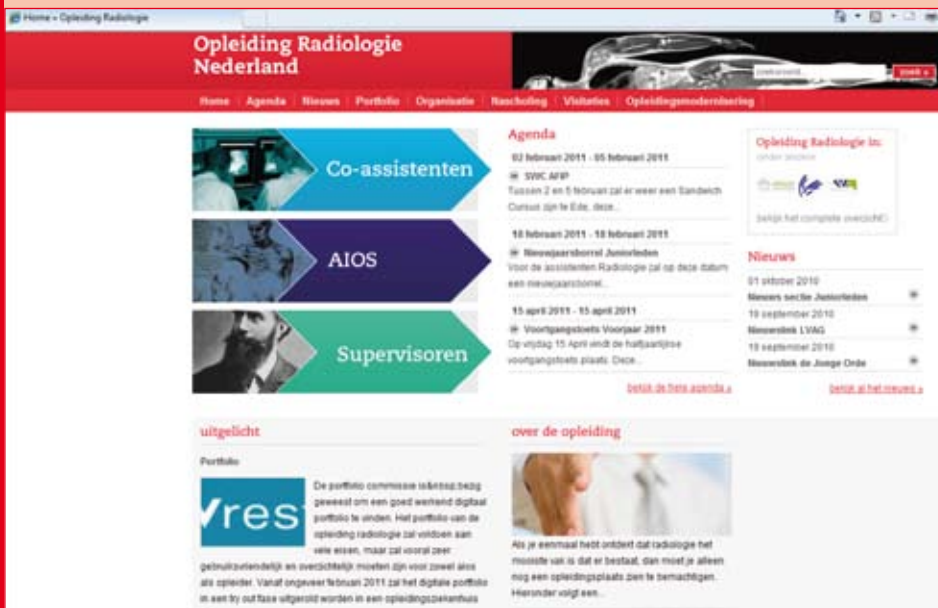 Home » Opleiding Radiologie
Opleiding Radiologie
Nederland
zoek »
Home Agenda Nieuws Portfolio Organisatie Nascholing Visitaties Opleidingsmodernisering
Co-assistenten
AIOS
Supervisoren
Agenda
02 februari 2011 - 05 februari 2011
SWC AFIP
Tussen 2 en 5 februari zal er weer een Sandwich
Cursus zijn te Ede, deze...
18 februari 2011 - 18 februari 2011
Nieuwjaarsborrel Juniorleden
Voor de assistenten Radiologie zal op deze datum
een nieuwjaarsborrel...
15 april 2011 - 15 april 2011
Voortgangstoets Voorjaar 2011
Op vrijdag 15 April vindt de halfjaarlijkse
voortgangstoets plaats. Deze...
bekijk de hele agenda »
Opleiding Radiologie in:
onder andere
bekijk het complete overzicht
Nieuws
01 oktober 2010
Nieuws sectie Juniorleden
19 september 2010
Nieuwslink LVAG
19 september 2010
Nieuwslink de Jonge Orde
bekijk al het nieuws »
uitgelicht
Portfolio
Vres
De portfolio commissie is&nbsp;bezig
geweest om een goed werkend digitaal
portfolio te vinden. Het portfolio van de
opleiding radiologie zal voldoen aan
vele eisen, maar zal vooral zeer
gebruiksvriendelijk en overzichtelijk moeten zijn voor zowel aios
als opleider. Vanaf ongeveer februari 2011 zal het digitale portfolio
in een try out fase uitgerold worden in een opleidingsziekenhuis
over de opleiding
Als je eenmaal hebt ontdekt dat radiologie het
mooiste vak is dat er bestaat, dan moet je alleen
nog een opleidingsplaats zien te bemachtigen.
Hieronder volgt een...